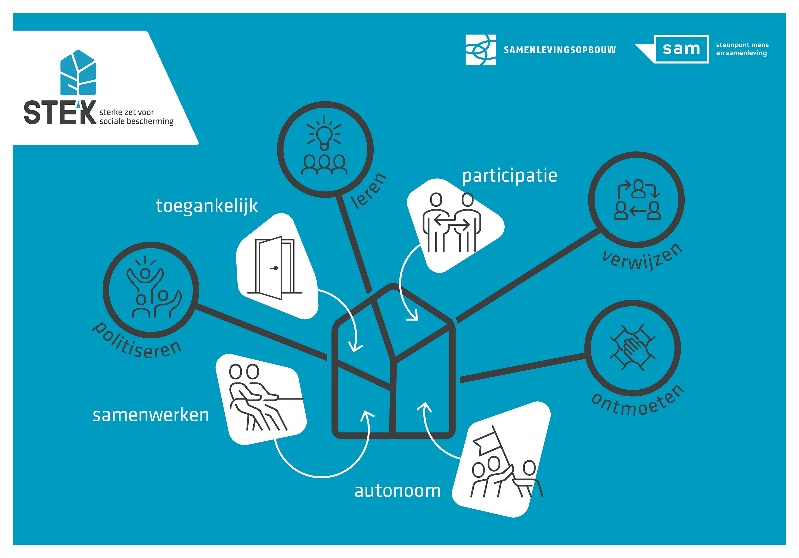 STEK
sterke zet voor
sociale bescherming
SAMENLEVINGSOPBOUW
sam
steunpunt mens
en samenleving
leren
participatie
toegankelijk
verwijzen
politiseren
ontmoeten
samenwerken
autonoom